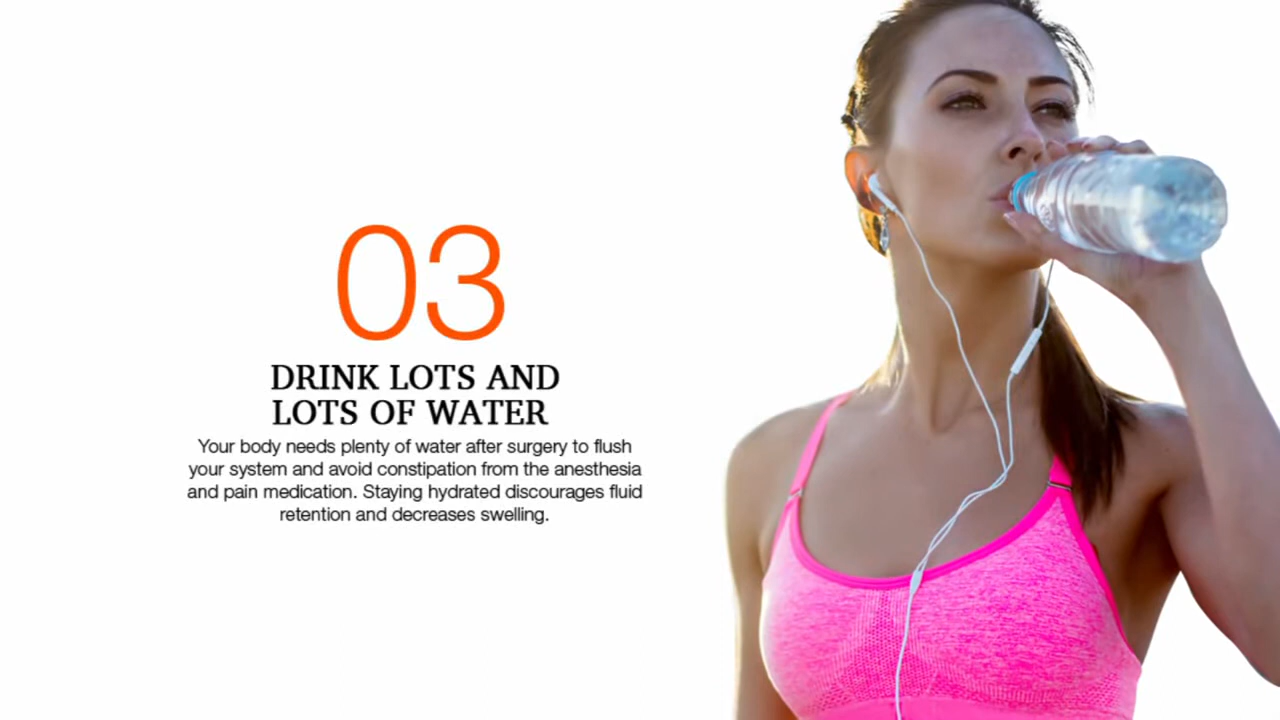 03
DRINK LOTS AND
LOTS OF WATER
Your body needs plenty of water after surgery to flush
your system and avoid constipation from the anesthesia
and pain medication. Staying hydrated discourages fluid
retention and decreases swelling.